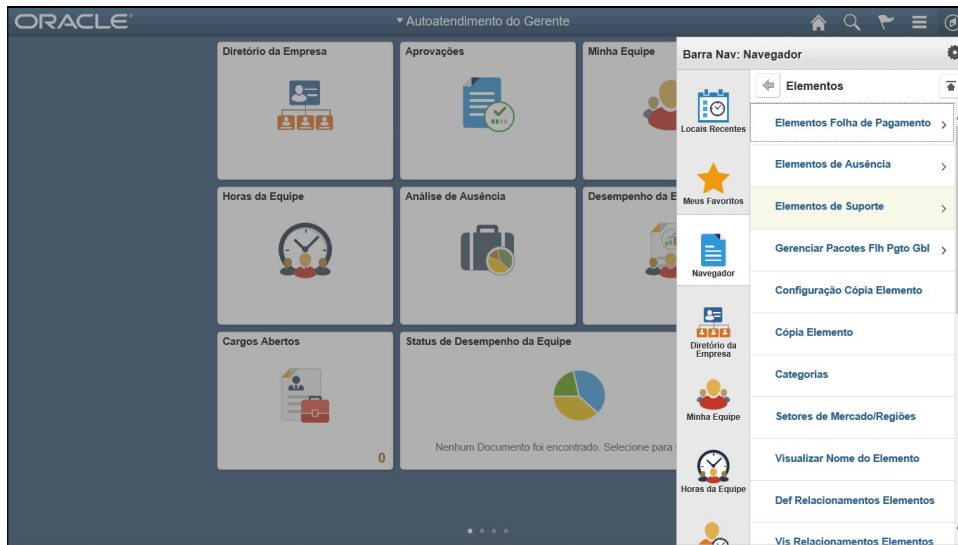 ORACLE
Autoatendimento do Gerente
Diretório da Empresa
Aprovações
Minha Equipe
Horas da Equipe
Análise de Ausência
Desempenho da E
Cargos Abertos
0
Status de Desempenho da Equipe
Nenhum Documento foi encontrado. Selecione para
Barra Nav: Navegador
Locais Recentes
Meus Favoritos
Navegador
Diretório da
Empresa
Minha Equipe
Horas da Equipe
Elementos
Elementos Folha de Pagamento
Elementos de Ausência
Elementos de Suporte
Gerenciar Pacotes Flh Pgto Gbl
Configuração Cópia Elemento
Cópia Elemento
Categorias
Setores de Mercado/Regiões
Visualizar Nome do Elemento
Def Relacionamentos Elementos
Vis Relacionamentos Elementos